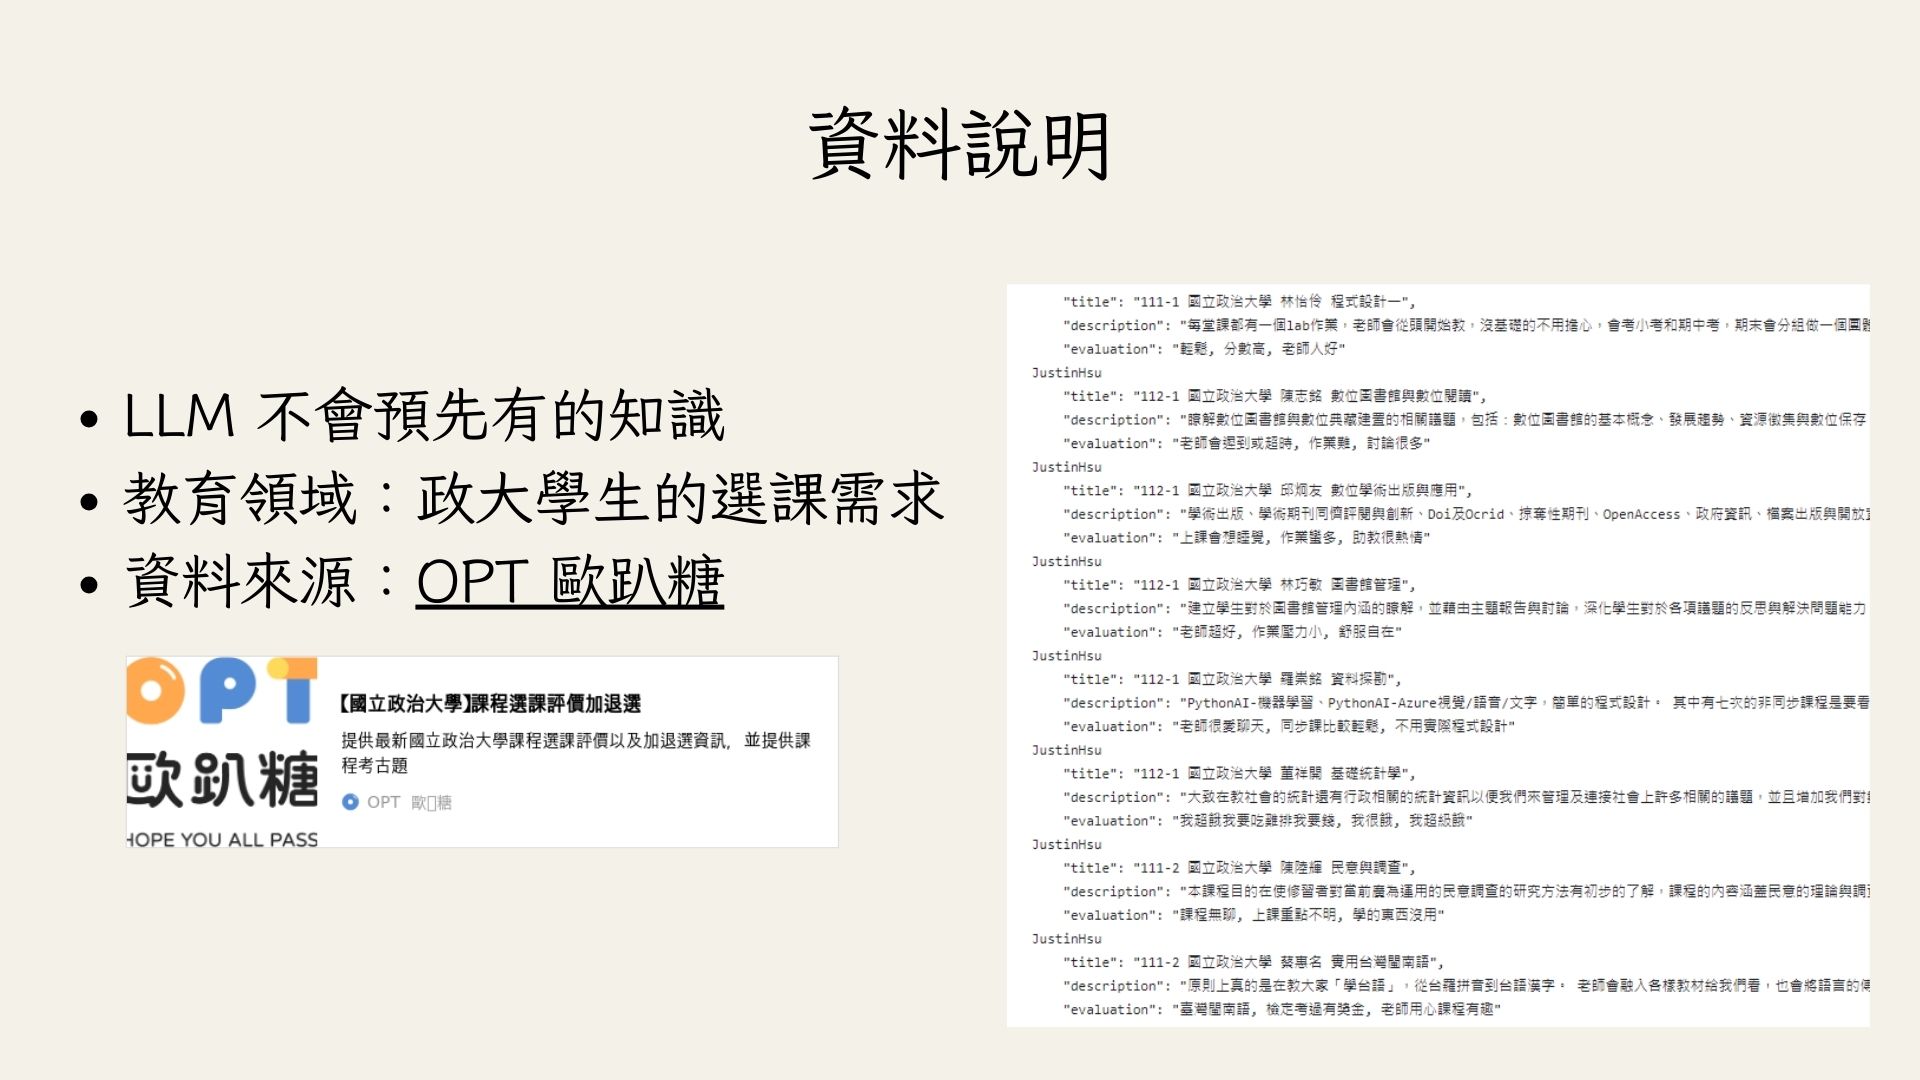 資料說明
LLM 不會預先有的知識
教育領域：政大學生的選課需求
資料來源：OPT 歐趴糖
OPT
歐趴糖
HOPE YOU ALL PASS
【國立政治大學】課程選課評價加退選
提供最新國立政治大學課程選課評價以及加退選資訊, 並提供課
程考古題
OPT 歐糖
"title": "111-1 國立政治大學 林怡伶 程式設計一",
"description": "每堂課都有一個lab作業，老師會從頭開始教，沒基礎的不用擔心，會考小考和期中考，期末會分組做一個團體
"evaluation": "輕鬆, 分數高, 老師人好"
JustinHsu
"title": "112-1 國立政治大學 陳志銘 數位圖書館與數位閱讀",
"description": "瞭解數位圖書館與數位典藏建置的相關議題，包括：數位圖書館的基本概念、發展趨勢、資源徵集與數位保存
"evaluation": "老師會遲到或超時, 作業難, 討論很多"
JustinHsu
"title": "112-1 國立政治大學 邱炯友 數位學術出版與應用",
"description": "學術出版、學術期刊同儕評閱與創新、Doi及Ocrid、掠奪性期刊、OpenAccess、政府資訊、檔案出版與開放
"evaluation": "上課會想睡覺, 作業蠻多, 助教很熱情"
JustinHsu
"title": "112-1 國立政治大學 林巧敏 圖書館管理",
"description": "建立學生對於圖書館管理內涵的瞭解，並藉由主題報告與討論，深化學生對於各項議題的反思與解決問題能力
"evaluation": "老師超好, 作業壓力小, 舒服自在"
JustinHsu
"title": "112-1 國立政治大學 羅崇銘 資料探勘",
"description": "PythonAI-機器學習、PythonAI-Azure視覺/語音/文字，簡單的程式設計。 其中有七次的非同步課程是要看
"evaluation": "老師很愛聊天, 同步課比較輕鬆, 不用實際程式設計"
JustinHsu
"title": "112-1 國立政治大學 董祥開 基礎統計學",
"description": "大致在教社會的統計還有行政相關的統計資訊以便我們來管理及連接社會上許多相關的議題，並且增加我們對
"evaluation": "我超餓我要吃雞排我要錢, 我很餓, 我超級餓"
JustinHsu
"title": "111-2 國立政治大學 陳陸輝 民意與調查",
"description": "本課程目的在使修習者對當前廣為運用的民意調查的研究方法有初步的了解，課程的內容涵蓋民意的理論與調查
"evaluation": "課程無聊, 上課重點不明, 學的東西沒用"
JustinHsu
"title": "111-2 國立政治大學 蔡惠名 實用台灣閩南語",
"description": "原則上真的是在教大家「學台語」，從台羅拼音到台語漢字。 老師會融入各樣教材給我們看，也會將語言的傳
"evaluation": "臺灣閩南語, 檢定考過有獎金, 老師用心課程有趣"